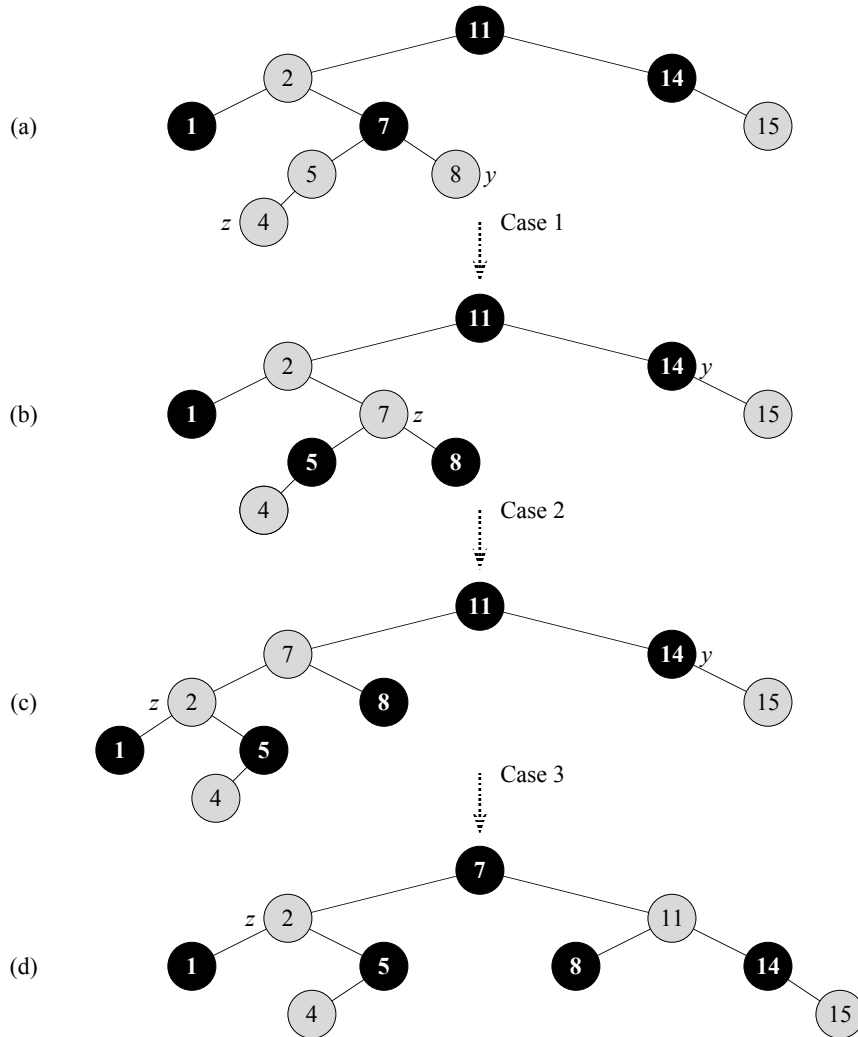 11
2 14
(a) 1 7 15
5 8 y
z 4 Case 1
11
2 14 y
(b) 1 7 z 15
5 8
4 Case 2
11
7 14 y
(c) z 2 8 15
1 5
4 Case 3
7
z 2 11
(d) 1 5 8 14
4 15